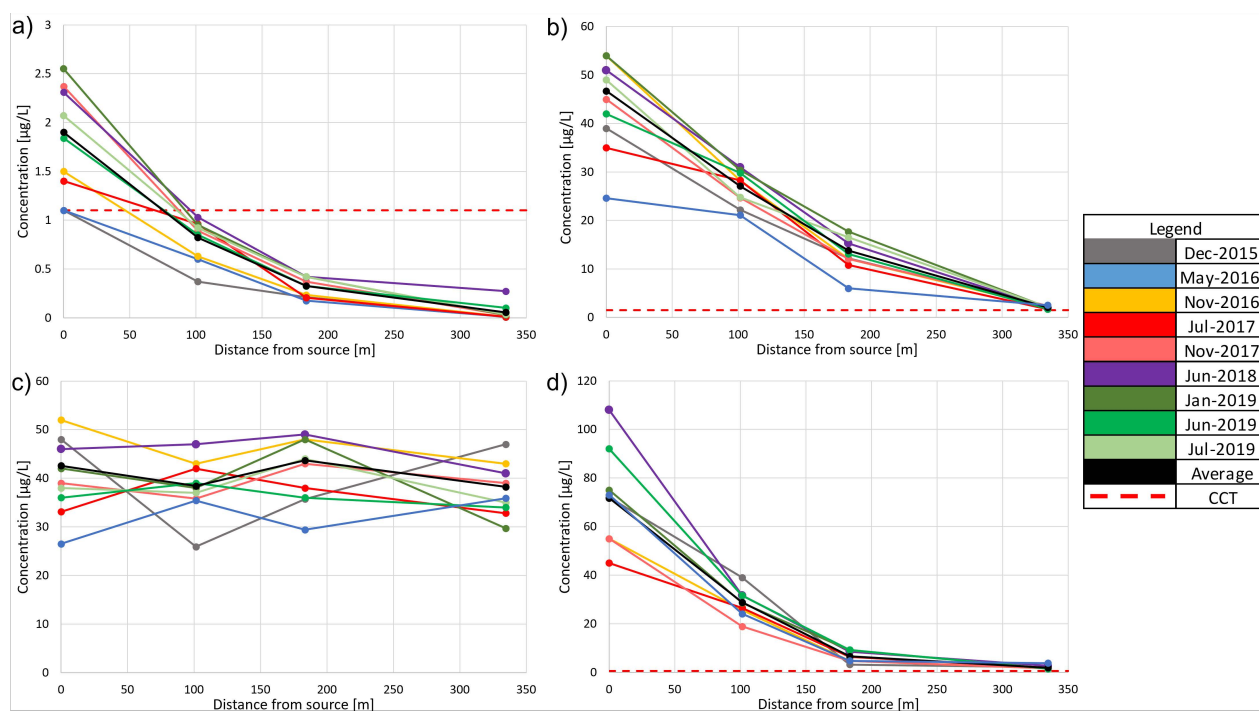 a)
3
2.5
2
1.5
1
0.5
0
Concentration [µg/L]
0 50 100 150 200 250 300 350
Distance from source [m]
b)
60
50
40
30
20
10
0
Concentration [µg/L]
0 50 100 150 200 250 300 350
Distance from source [m]
c)
60
50
40
30
20
10
0
Concentration [µg/L]
0 50 100 150 200 250 300 350
Distance from source [m]
d)
120
100
80
60
40
20
0
Concentration [µg/L]
0 50 100 150 200 250 300 350
Distance from source [m]
Legend
Dec-2015
May-2016
Nov-2016
Jul-2017
Nov-2017
Jun-2018
Jan-2019
Jun-2019
Jul-2019
Average
CCT